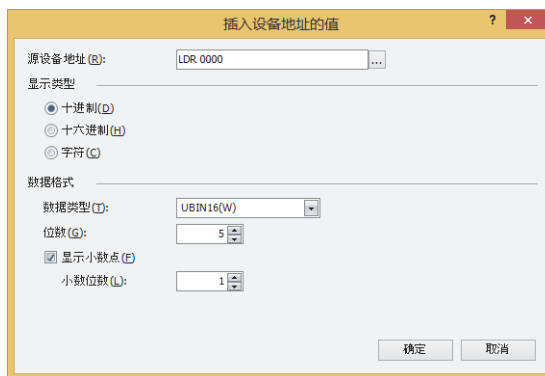 插入设备地址的值
? ×
源设备地址(R): LDR 0000 ...
显示类型
十进制(D)
十六进制(H)
字符(C)
数据格式
数据类型(T): UBIN16(W)
位数(G): 5
显示小数点(F)
小数位数(L): 1
确定 取消